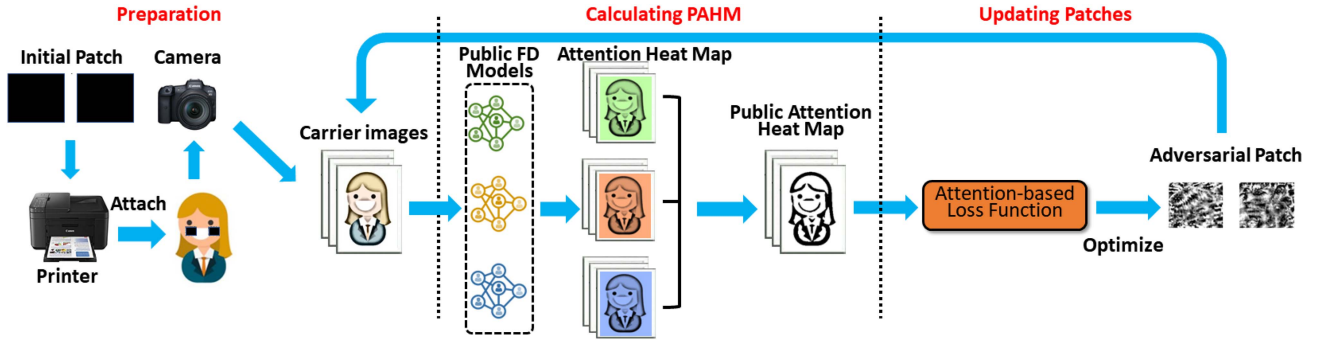 Preparation
Calculating PAHM
Updating Patches
Initial Patch
Camera
Public FD
Models
Attention Heat Map
Carrier images
Public Attention
Heat Map
Adversarial Patch
Attach
Attention-based
Loss Function
Optimize
Printer